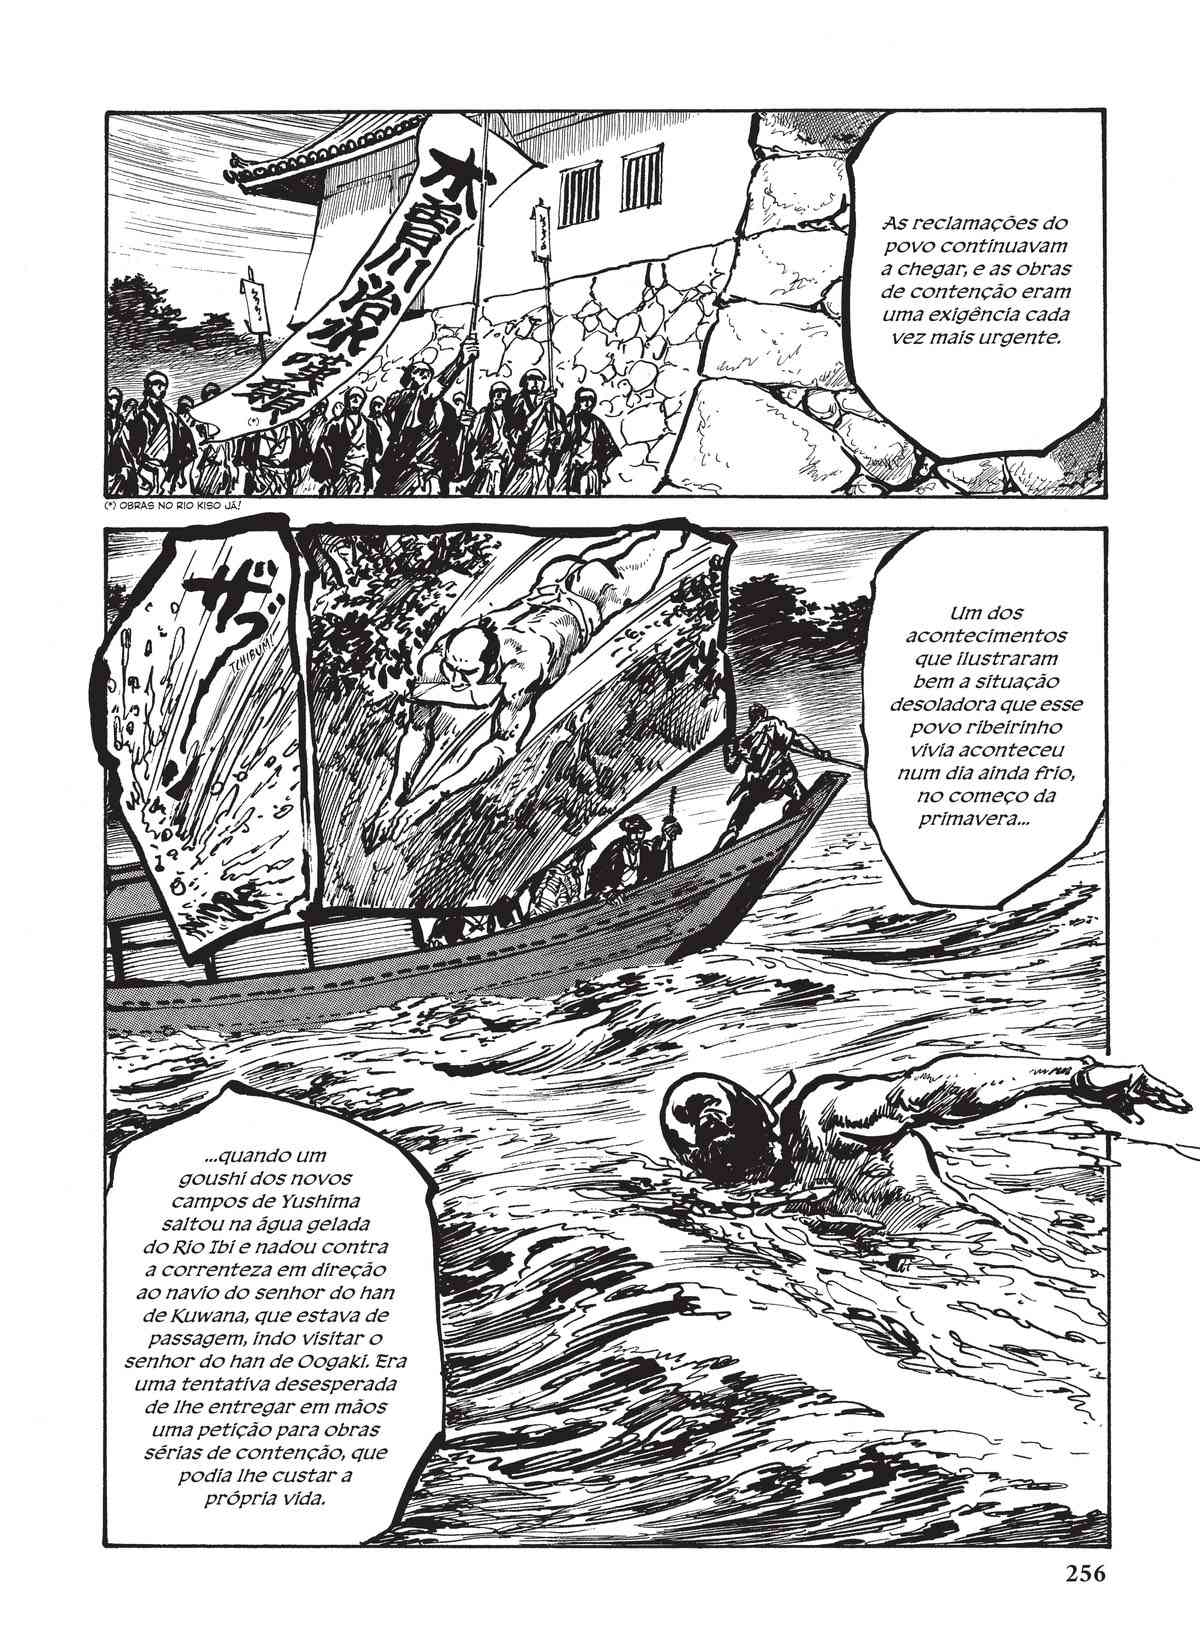 木曽川治水
As reclamações do
povo continuavam
a chegar, e as obras
de contenção eram
uma exigência cada
vez mais urgente.
(*)
(*) OBRAS NO RIO KISO JÁ!
ザブ
TCHIBUM!
Um dos
acontecimentos
que ilustraram
bem a situação
desoladora que esse
povo ribeirinho
vivia aconteceu
num dia ainda frio,
no começo da
primavera...
...quando um
goushi dos novos
campos de Yushima
saltou na água gelada
do Rio Ibi e nadou contra
a correnteza em direção
ao navio do senhor do han
de Kuwana, que estava de
passagem, indo visitar o
senhor do han de Oogaki. Era
uma tentativa desesperada
de lhe entregar em mãos
uma petição para obras
sérias de contenção, que
podia lhe custar a
própria vida.
256